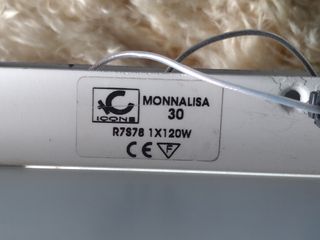 ICONE
MONNALISA
30
R7S78 1X120W
CE F